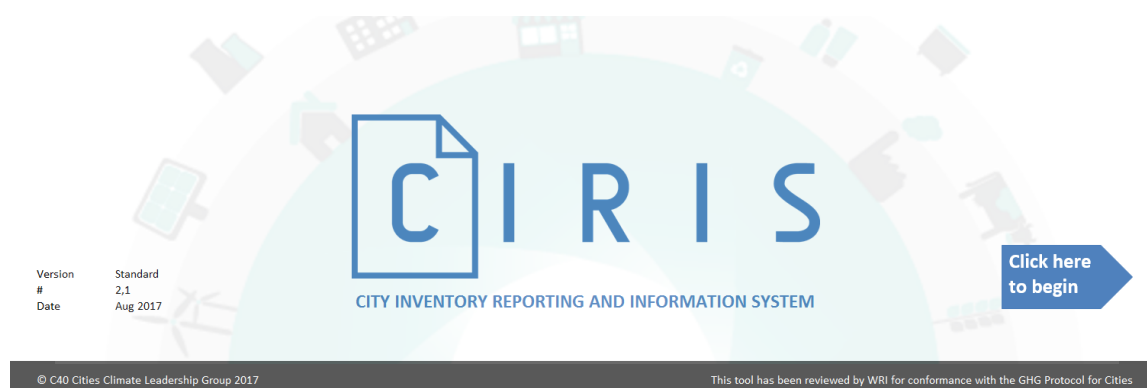 CIRIS
CITY INVENTORY REPORTING AND INFORMATION SYSTEM
Version Standard
# 2,1
Date Aug 2017
Click here
to begin
© C40 Cities Climate Leadership Group 2017
This tool has been reviewed by WRI for conformance with the GHG Protocol for Cities